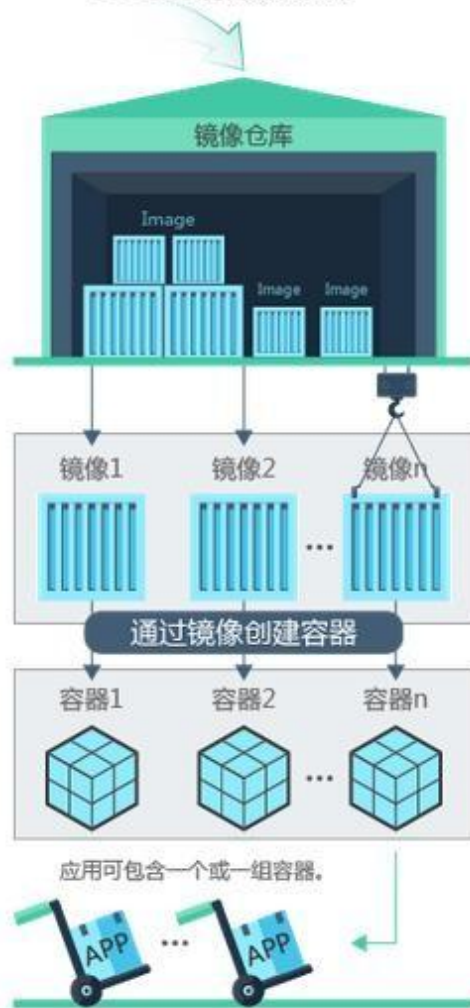 镜像仓库
Image
Image
Image
镜像1
镜像2
镜像n
...
通过镜像创建容器
容器1
容器2
容器n
...
应用可包含一个或一组容器。
APP
...
APP